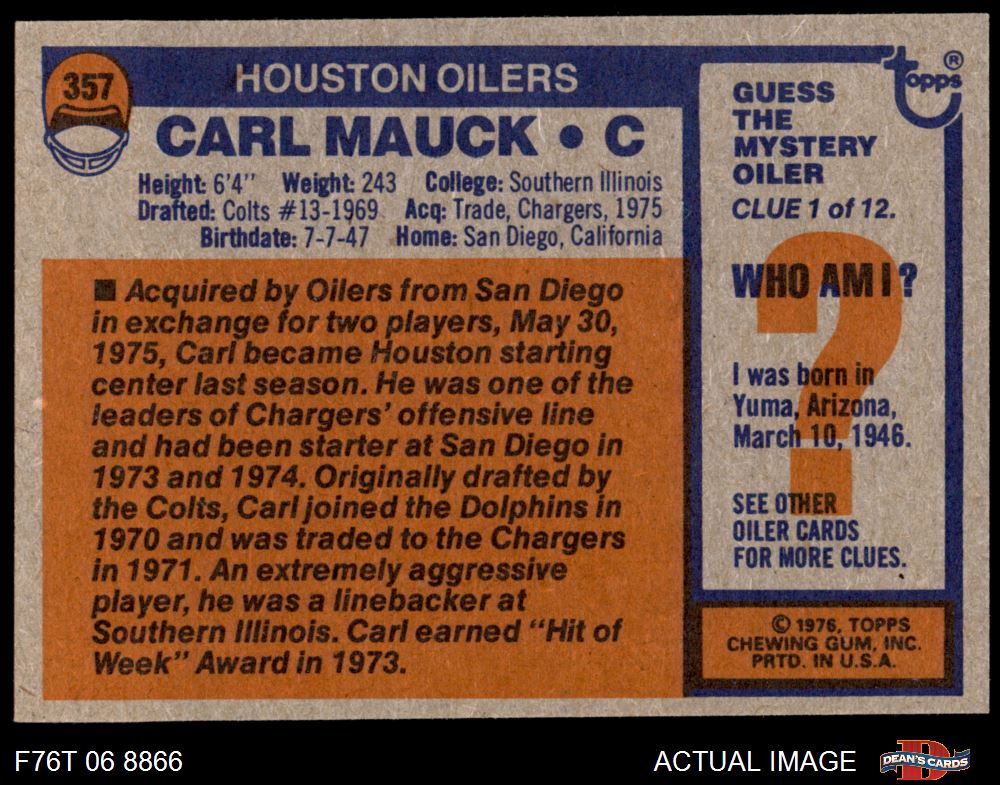 357
HOUSTON OILERS
CARL MAUCK • C
Height: 6'4" Weight: 243 College: Southern Illinois
Drafted: Colts #13-1969 Acq: Trade, Chargers, 1975
Birthdate: 7-7-47 Home: San Diego, California
■ Acquired by Oilers from San Diego
in exchange for two players, May 30,
1975, Carl became Houston starting
center last season. He was one of the
leaders of Chargers' offensive line
and had been starter at San Diego in
1973 and 1974. Originally drafted by
the Colts, Carl joined the Dolphins in
1970 and was traded to the Chargers
in 1971. An extremely aggressive
player, he was a linebacker at
Southern Illinois. Carl earned "Hit of
Week" Award in 1973.
topps ®
GUESS
THE
MYSTERY
OILER
CLUE 1 of 12.
WHO AM I ?
?
I was born in
Yuma, Arizona,
March 10, 1946.
SEE OTHER
OILER CARDS
FOR MORE CLUES.
© 1976, TOPPS
CHEWING GUM, INC.
PRTD. IN U.S.A.
F76T 06 8866
ACTUAL IMAGE
D
DEAN'S CARDS